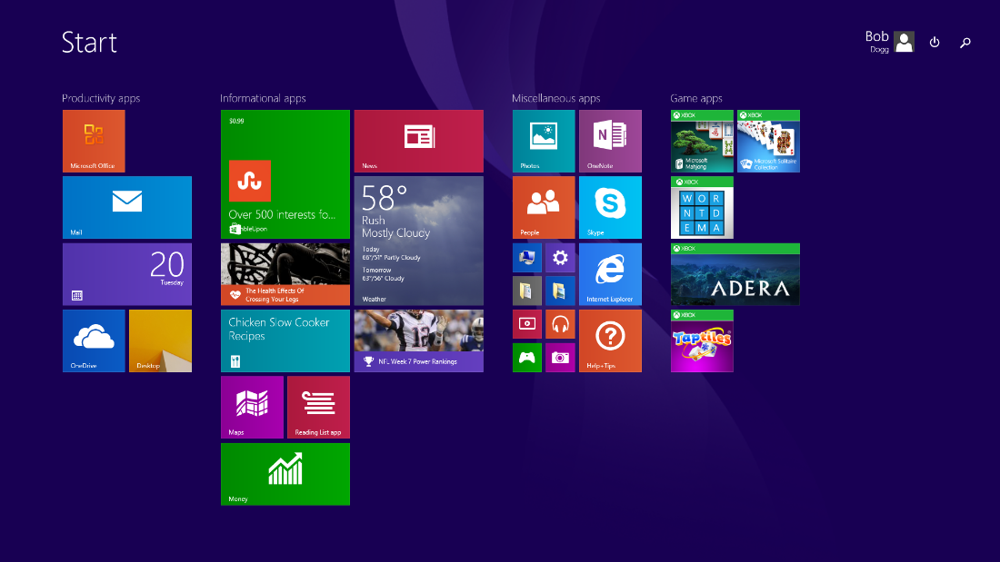 Start
Bob
Dogg
Productivity apps
Microsoft Office
Mail
20
Tuesday
OneDrive
Desktop
Informational apps
$0.99
Over 500 interests fo...
bleUpon
The Health Effects Of
Crossing Your Legs
Chicken Slow Cooker
Recipes
Maps
Reading List app
Money
News
58°
Rush
Mostly Cloudy
Today
66°/51° Partly Cloudy
Tomorrow
63°/56° Cloudy
Weather
12
NFL Week 7 Power Rankings
Miscellaneous apps
Photos
N
OneNote
People
S
Skype
e
Internet Explorer
?
Help+Tips
Game apps
XBOX
Microsoft
Mahjong
XBOX
Microsoft Solitaire
Collection
XBOX
W O R
N T D
E M A
XBOX
ADERA
XBOX
Taptiles